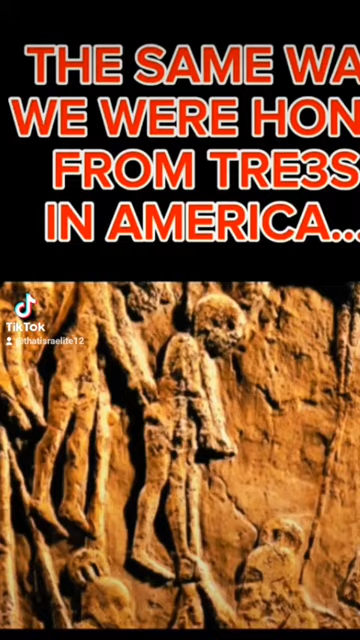 THE SAME WA
WE WERE HON
FROM TRE3S
IN AMERICA...
TikTok
@thatisraelite12